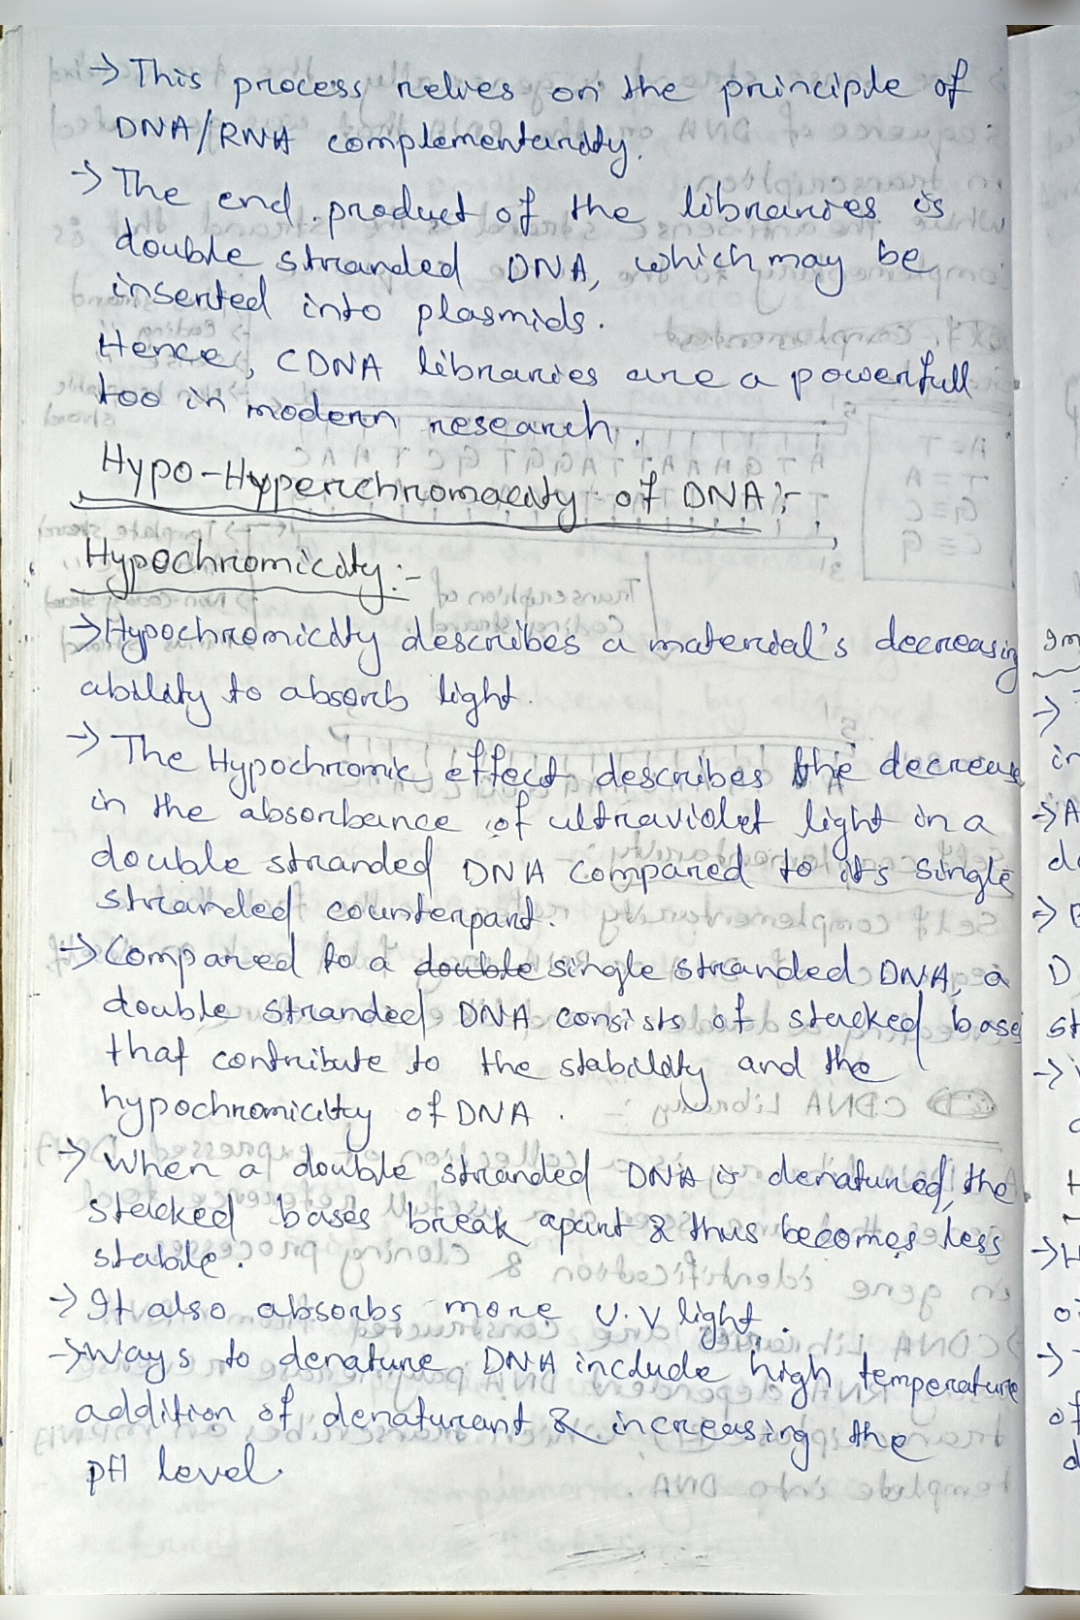 → This process relies on the principle of
DNA/RNA complementarity.
→ The end product of the libraries is
double stranded DNA, which may be
inserted into plasmids.
Hence, CDNA libraries are a powerfull
too in modern research.
Hypo-Hyperchromacity of DNA:-
Hypochromicity:-
→ Hypochromicity describes a material's decreasing
ability to absorb light.
→ The Hypochromic effect describes the decrease
in the absorbance of ultraviolet light in a
double stranded DNA compared to it's single
stranded counterpart.
→ Compared to a double single stranded DNA, a
double stranded DNA consists of stacked bases
that contribute to the stability and the
hypochromicity of DNA.
→ When a double stranded DNA is denatured, the
stacked bases break apart & thus becomes less
stable.
→ It also absorbs more U.V light.
→ Ways to denature DNA include high temperature
addition of denaturant & increasing the
pH level.